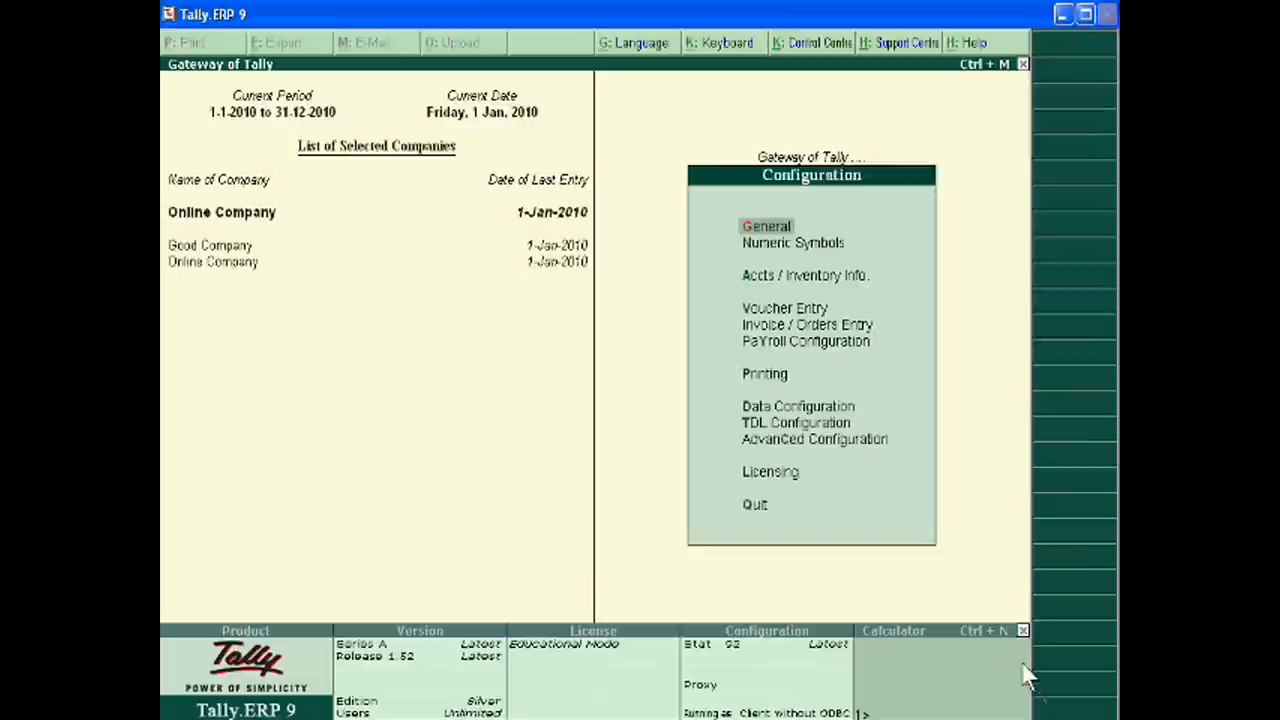 Tally.ERP 9
P: Print E: Export M: E-Mail O: Upload G: Language K: Keyboard K: Control Centre H: Support Centre H: Help
Gateway of Tally Ctrl + M
Current Period Current Date
1-1-2010 to 31-12-2010 Friday, 1 Jan, 2010
List of Selected Companies
Name of Company Date of Last Entry
Online Company 1-Jan-2010
Good Company 1-Jan-2010
Online Company 1-Jan-2010
Gateway of Tally ....
Configuration
General
Numeric Symbols
Accts / Inventory Info.
Voucher Entry
Invoice / Orders Entry
PaYroll Configuration
Printing
Data Configuration
TDL Configuration
AdvanCed Configuration
Licensing
Quit
Product Version License Configuration Calculator Ctrl + N
Tally
POWER OF SIMPLICITY
Tally.ERP 9
Series A Latest
Release 1.52 Latest
Edition Silver
Users Unlimited
Educational Mode
Stat 92 Latest
Proxy
Running as Client without ODBC
1>